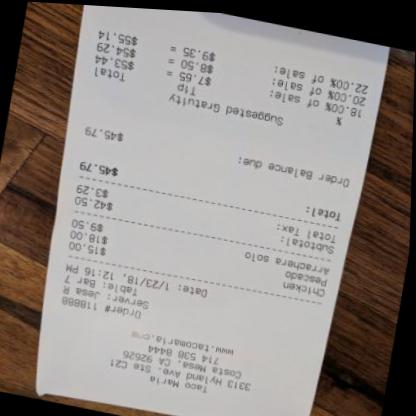 Taco Maria
3313 Hyland Ave. Ste C21
Costa Mesa, CA 92626
714 538 8444
www.tacomaria.com
Order# 118888
Server: Jesa R
Table: Bar 7
Date: 1/23/18, 12:16 PM
Chicken $15.00
Pescado $18.00
Arrachera solo $9.50
Subtotal: $42.50
Total Tax: $3.29
Total: $45.79
Order Balance due: $45.79
Suggested Gratuity
% Tip Total
18.00% of sale: $7.65 = $53.44
20.00% of sale: $8.50 = $54.29
22.00% of sale: $9.35 = $55.14